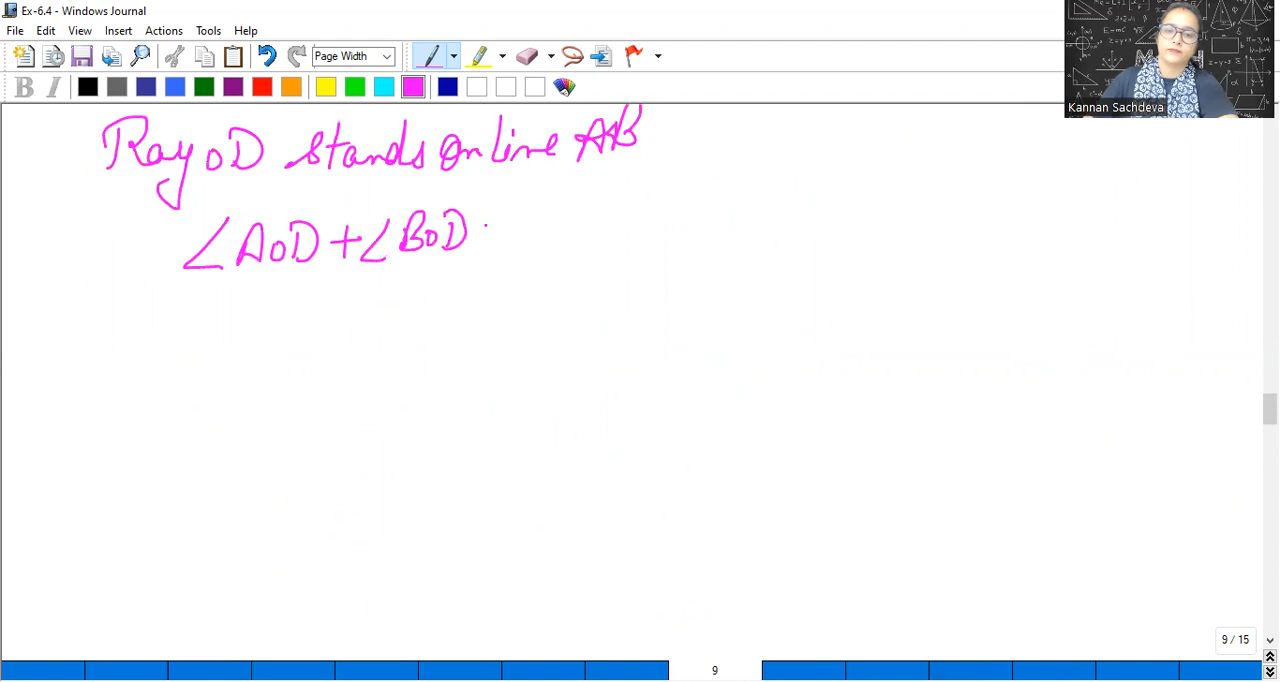 Ex-6.4 - Windows Journal
File Edit View Insert Actions Tools Help
Page Width
B I
Kannan Sachdeva
Ray OD stands on line AB
∠AOD + ∠BOD
9 / 15
9